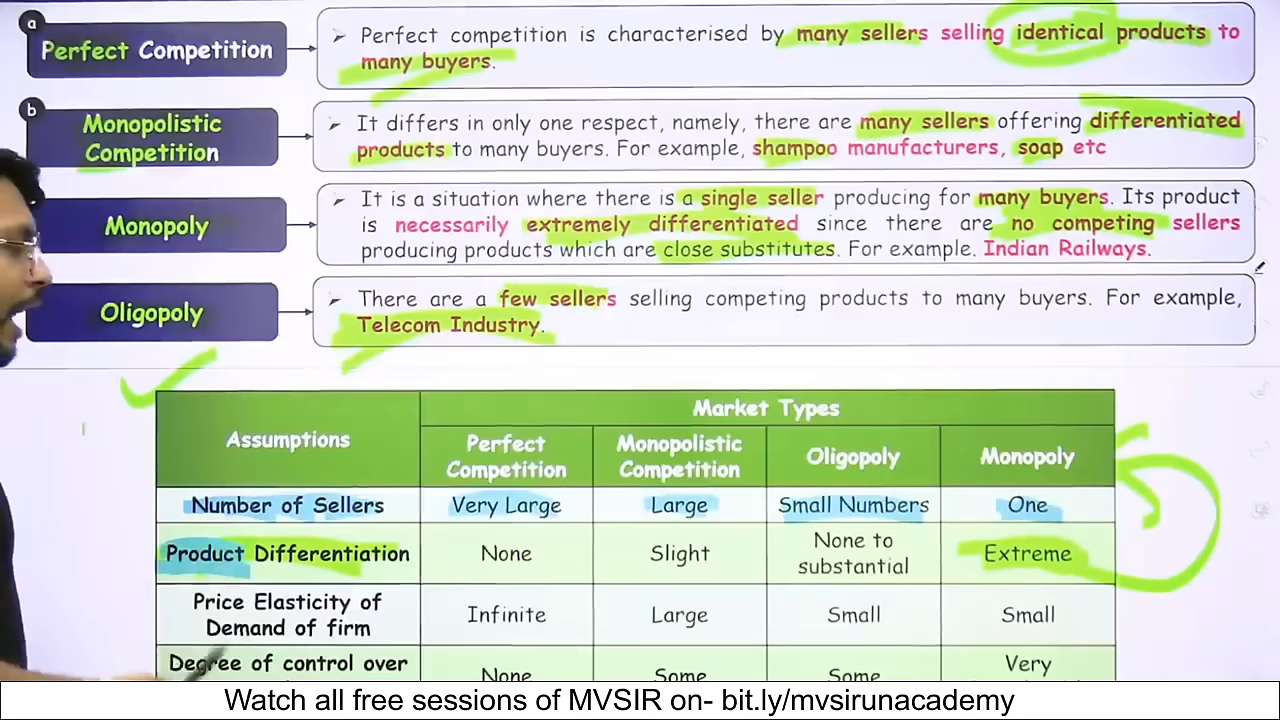 a
Perfect Competition
➢ Perfect competition is characterised by many sellers selling identical products to
many buyers.
b
Monopolistic
Competition
➢ It differs in only one respect, namely, there are many sellers offering differentiated
products to many buyers. For example, shampoo manufacturers, soap etc
Monopoly
➢ It is a situation where there is a single seller producing for many buyers. Its product
is necessarily extremely differentiated since there are no competing sellers
producing products which are close substitutes. For example. Indian Railways.
Oligopoly
➢ There are a few sellers selling competing products to many buyers. For example,
Telecom Industry.
Assumptions
Market Types
Perfect
Competition
Monopolistic
Competition
Oligopoly
Monopoly
Number of Sellers
Very Large
Large
Small Numbers
One
Product Differentiation
None
Slight
None to
substantial
Extreme
Price Elasticity of
Demand of firm
Infinite
Large
Small
Small
Degree of control over
None
Some
Some
Very
Watch all free sessions of MVSIR on- bit.ly/mvsirunacademy